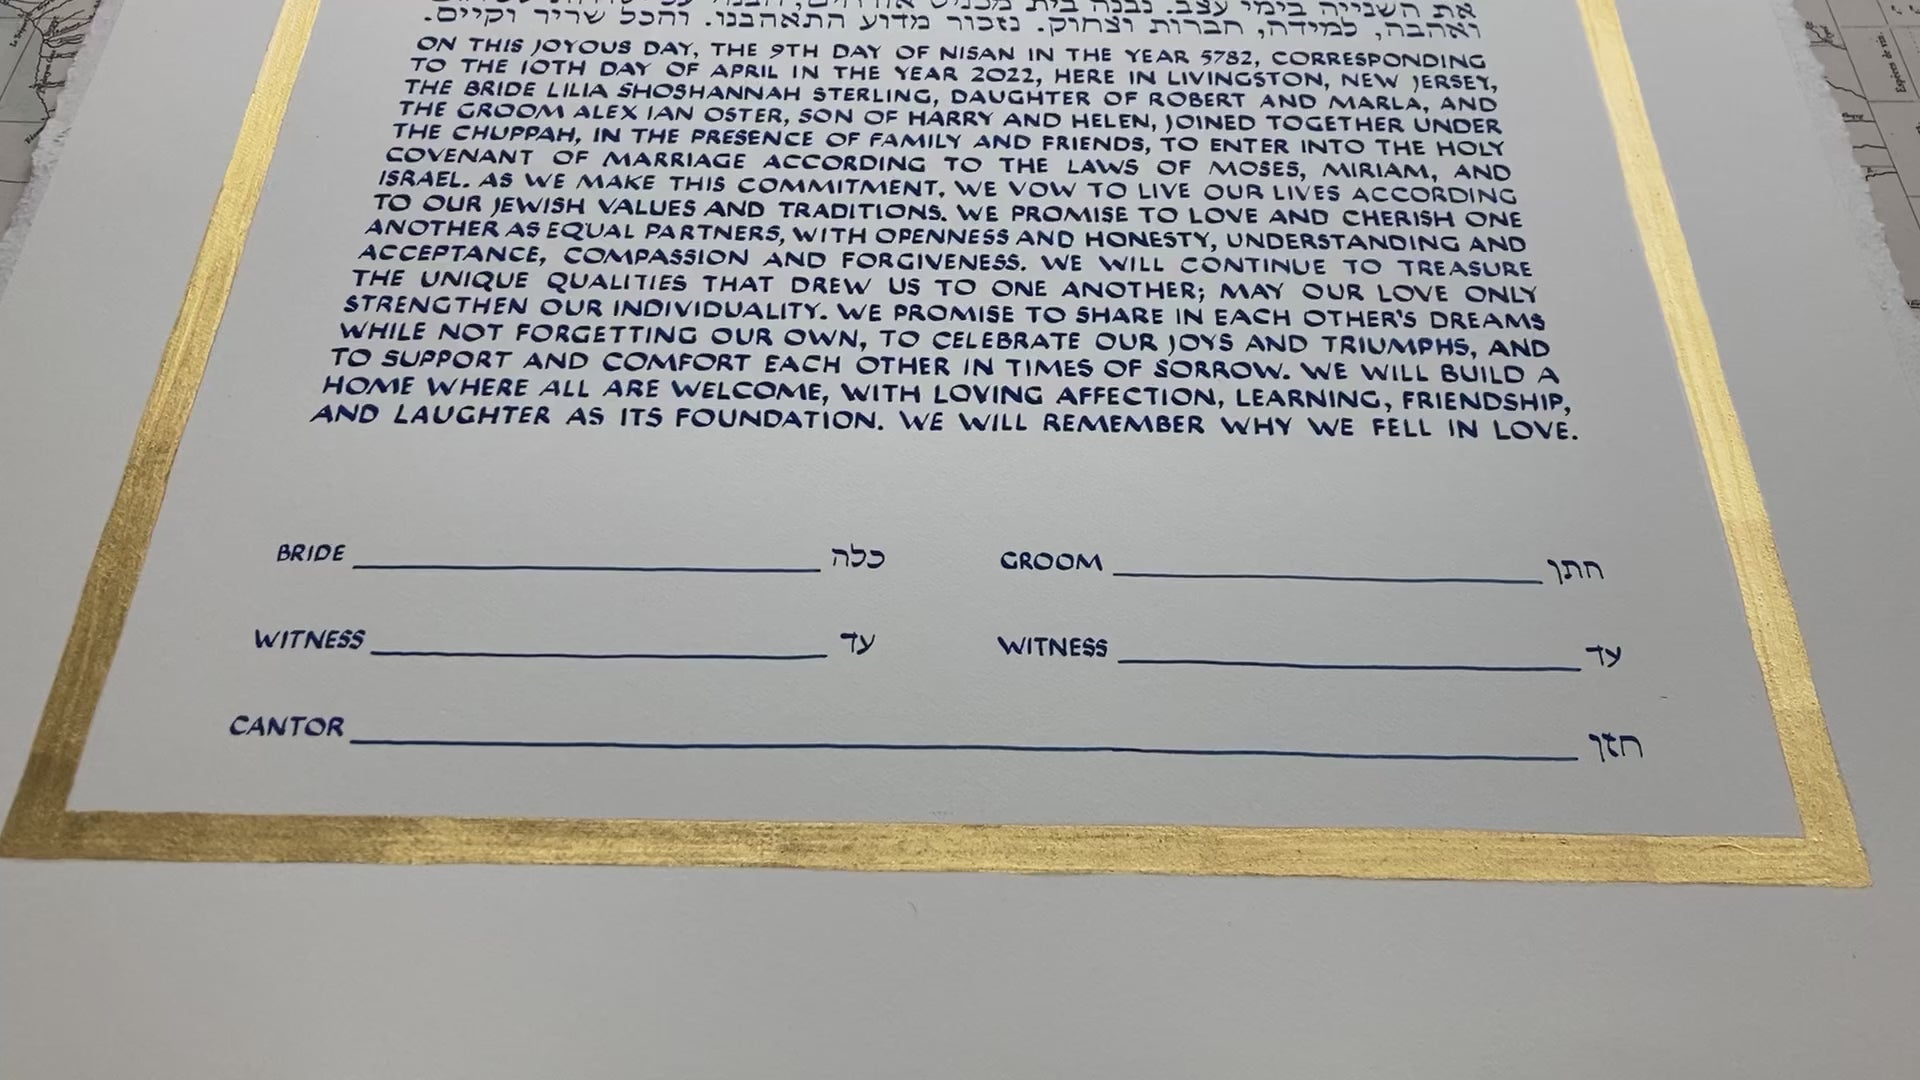 את השנייה בימי עצב. נבנה בית
ואהבה, למידה, חברות וצחוק. נזכור מדוע התאהבנו. והכל שריר וקיים.
ON THIS JOYOUS DAY, THE 9TH DAY OF NISAN IN THE YEAR 5782, CORRESPONDING
TO THE 10TH DAY OF APRIL IN THE YEAR 2022, HERE IN LIVINGSTON, NEW JERSEY,
THE BRIDE LILIA SHOSHANNAH STERLING, DAUGHTER OF ROBERT AND MARLA, AND
THE GROOM ALEX IAN OSTER, SON OF HARRY AND HELEN, JOINED TOGETHER UNDER
THE CHUPPAH, IN THE PRESENCE OF FAMILY AND FRIENDS, TO ENTER INTO THE HOLY
COVENANT OF MARRIAGE ACCORDING TO THE LAWS OF MOSES, MIRIAM, AND
ISRAEL. AS WE MAKE THIS COMMITMENT, WE VOW TO LIVE OUR LIVES ACCORDING
TO OUR JEWISH VALUES AND TRADITIONS. WE PROMISE TO LOVE AND CHERISH ONE
ANOTHER AS EQUAL PARTNERS, WITH OPENNESS AND HONESTY, UNDERSTANDING AND
ACCEPTANCE, COMPASSION AND FORGIVENESS. WE WILL CONTINUE TO TREASURE
THE UNIQUE QUALITIES THAT DREW US TO ONE ANOTHER; MAY OUR LOVE ONLY
STRENGTHEN OUR INDIVIDUALITY. WE PROMISE TO SHARE IN EACH OTHER'S DREAMS
WHILE NOT FORGETTING OUR OWN, TO CELEBRATE OUR JOYS AND TRIUMPHS, AND
TO SUPPORT AND COMFORT EACH OTHER IN TIMES OF SORROW. WE WILL BUILD A
HOME WHERE ALL ARE WELCOME, WITH LOVING AFFECTION, LEARNING, FRIENDSHIP,
AND LAUGHTER AS ITS FOUNDATION. WE WILL REMEMBER WHY WE FELL IN LOVE.
BRIDE כלה GROOM חתן
WITNESS עד WITNESS עד
CANTOR חזן